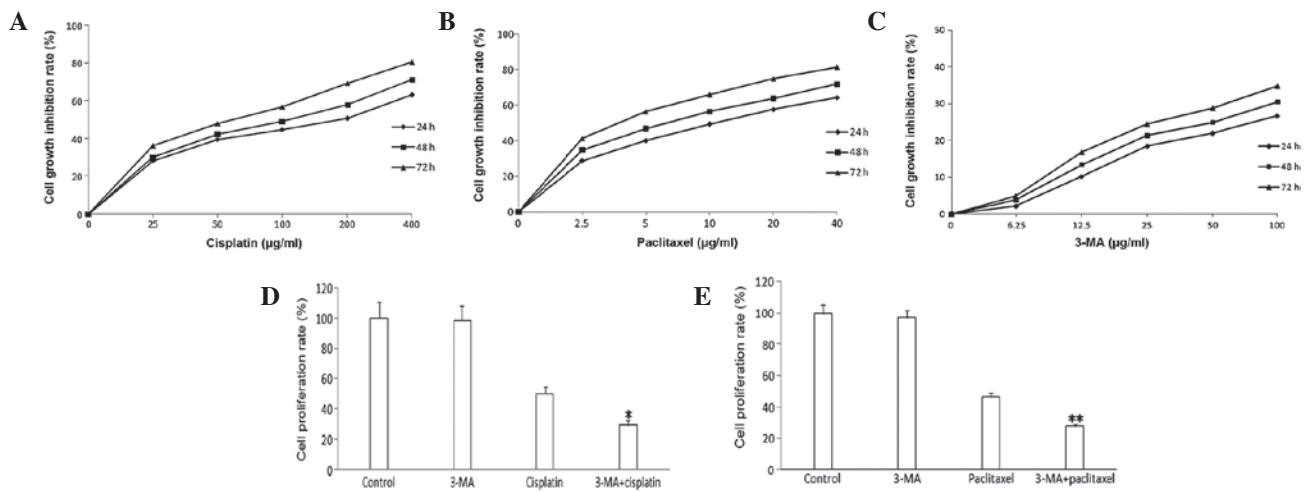 A
Cell growth inhibition rate (%)
100
80
60
40
20
0
0 25 50 100 200 400
Cisplatin (µg/ml)
24 h
48 h
72 h
B
Cell growth inhibition rate (%)
100
80
60
40
20
0
0 2.5 5 10 20 40
Paclitaxel (µg/ml)
24 h
48 h
72 h
C
Cell growth inhibition rate (%)
50
40
30
20
10
0
0 6.25 12.5 25 50 100
3-MA (µg/ml)
24 h
48 h
72 h
D
Cell proliferation rate (%)
120
100
80
60
40
20
0
*
Control 3-MA Cisplatin 3-MA+cisplatin
E
Cell proliferation rate (%)
120
100
80
60
40
20
0
**
Control 3-MA Paclitaxel 3-MA+paclitaxel